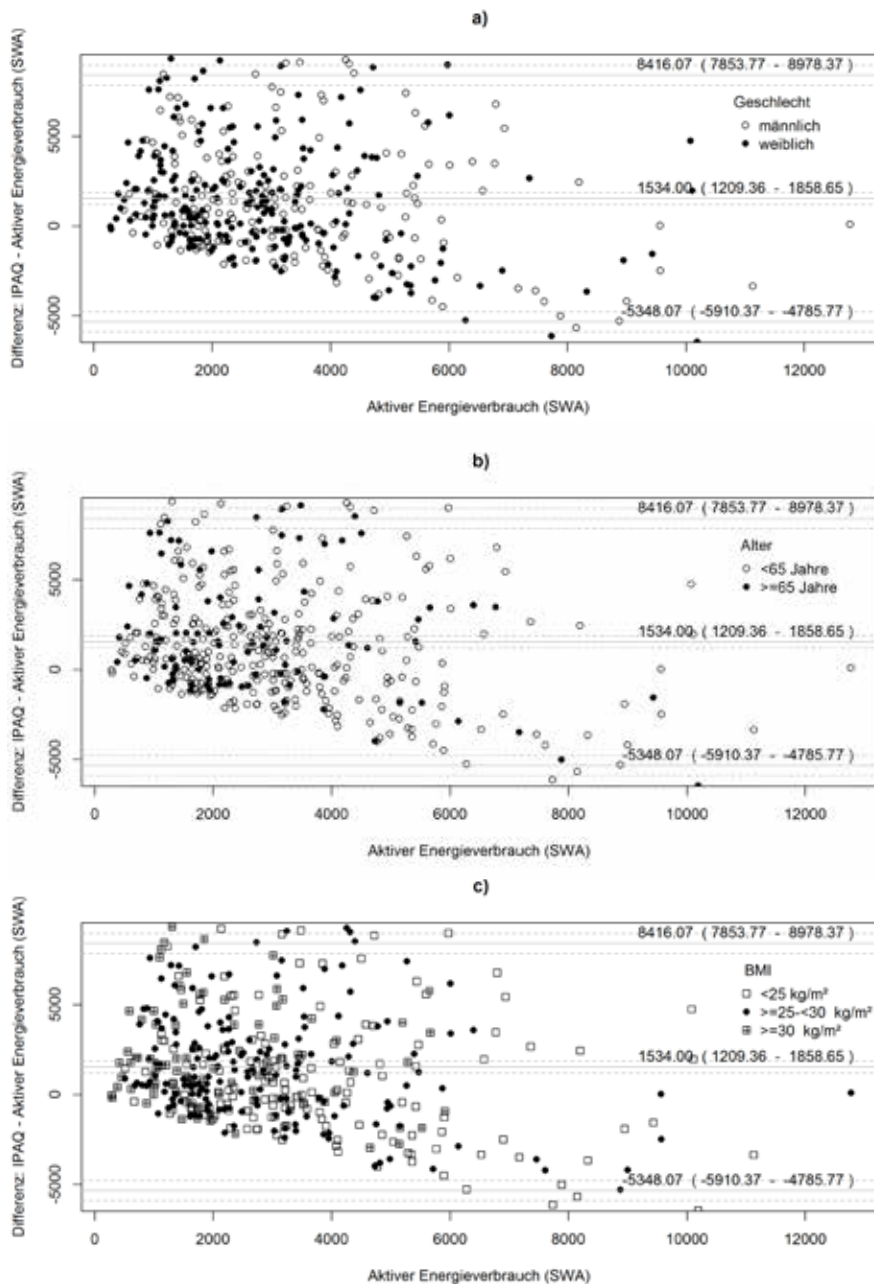 a)
Differenz: IPAQ - Aktiver Energieverbrauch (SWA)
8416.07 ( 7853.77 - 8978.37 )
Geschlecht
männlich
weiblich
5000
1534.00 ( 1209.36 - 1858.65 )
0
-5000
-5348.07 ( -5910.37 - -4785.77 )
0 2000 4000 6000 8000 10000 12000
Aktiver Energieverbrauch (SWA)
b)
Differenz: IPAQ - Aktiver Energieverbrauch (SWA)
8416.07 ( 7853.77 - 8978.37 )
Alter
<65 Jahre
>=65 Jahre
5000
1534.00 ( 1209.36 - 1858.65 )
0
-5000
-5348.07 ( -5910.37 - -4785.77 )
0 2000 4000 6000 8000 10000 12000
Aktiver Energieverbrauch (SWA)
c)
Differenz: IPAQ - Aktiver Energieverbrauch (SWA)
8416.07 ( 7853.77 - 8978.37 )
BMI
<25 kg/m²
>=25-<30 kg/m²
>=30 kg/m²
5000
1534.00 ( 1209.36 - 1858.65 )
0
-5000
-5348.07 ( -5910.37 - -4785.77 )
0 2000 4000 6000 8000 10000 12000
Aktiver Energieverbrauch (SWA)